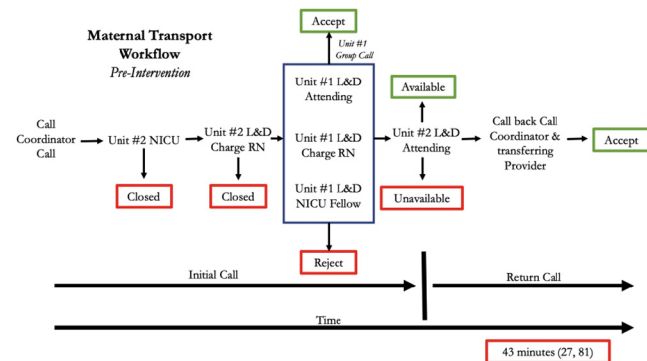 Maternal Transport
Workflow
Pre-Intervention
Accept
Unit #1
Group Call
Unit #1 L&D
Attending
Unit #1 L&D
Charge RN
Unit #1 L&D
NICU Fellow
Call
Coordinator
Call
Unit #2 NICU
Closed
Unit #2 L&D
Charge RN
Closed
Reject
Available
Unit #2 L&D
Attending
Unavailable
Call back Call
Coordinator &
transferring
Provider
Accept
Initial Call
Return Call
Time
43 minutes (27, 81)